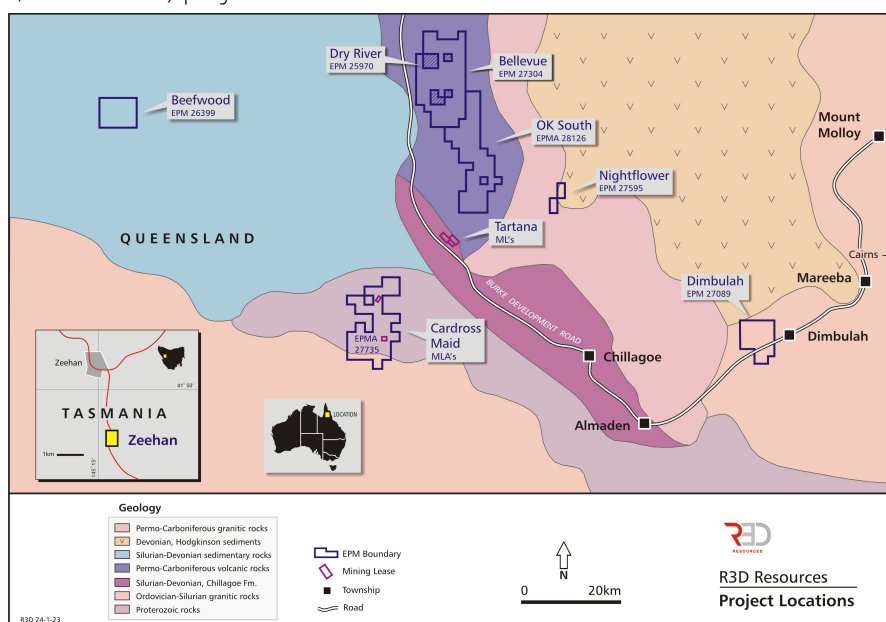 Dry River
EPM 25970
Bellevue
EPM 27304
Beefwood
EPM 26399
OK South
EPMA 28126
Mount
Molloy
Nightflower
EPM 27595
QUEENSLAND
Tartana
ML's
Cairns
Mareeba
Dimbulah
EPM 27089
BURKE DEVELOPMENT ROAD
Cardross
Maid
MLA's
EPMA
27735
Dimbulah
Chillagoe
Almaden
Zeehan
41° 50'
TASMANIA
Zeehan
1km
145° 15'
LOCATION
Geology
Permo-Carboniferous granitic rocks
Devonian, Hodgkinson sediments
Silurian-Devonian sedimentary rocks
Permo-Carboniferous volcanic rocks
Silurian-Devonian, Chillagoe Fm.
Ordovician-Silurian granitic rocks
Proterozoic rocks
EPM Boundary
Mining Lease
Township
Road
N
0 20km
R3D
RESOURCES
R3D Resources
Project Locations
R3D 24-1-23